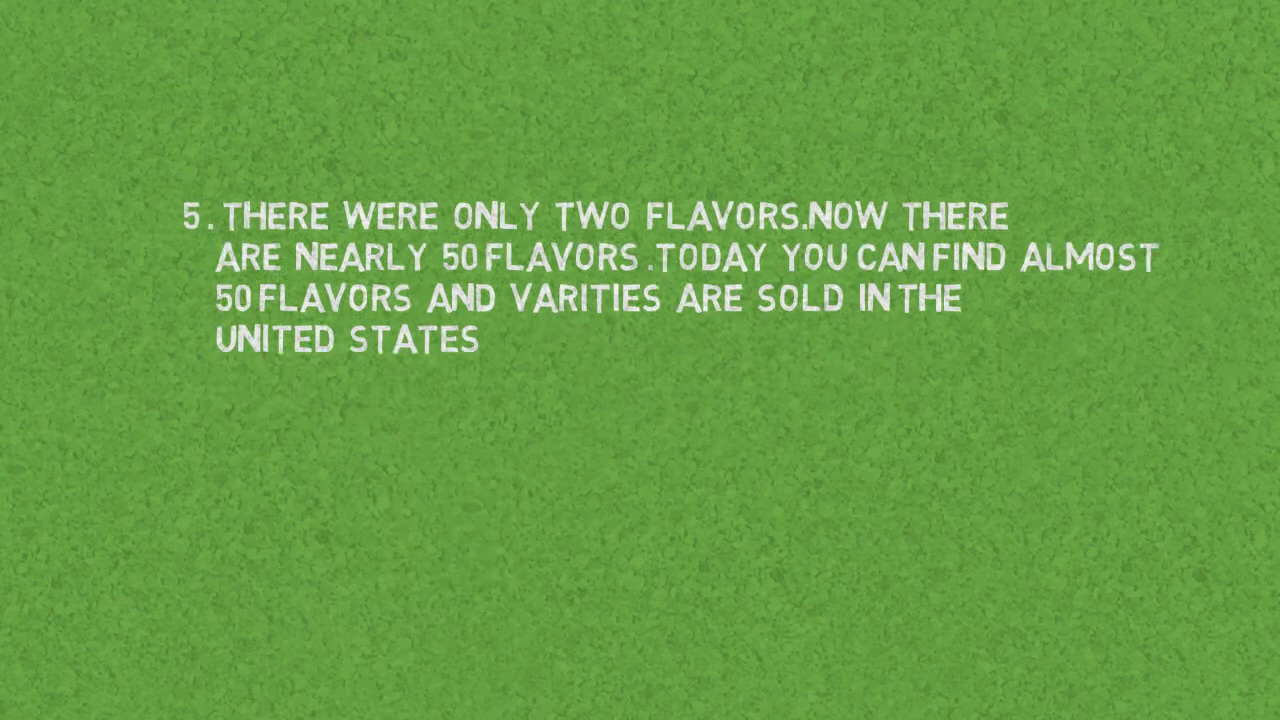 5. THERE WERE ONLY TWO FLAVORS.NOW THERE
ARE NEARLY 50 FLAVORS .TODAY YOU CAN FIND ALMOST
50 FLAVORS AND VARITIES ARE SOLD IN THE
UNITED STATES